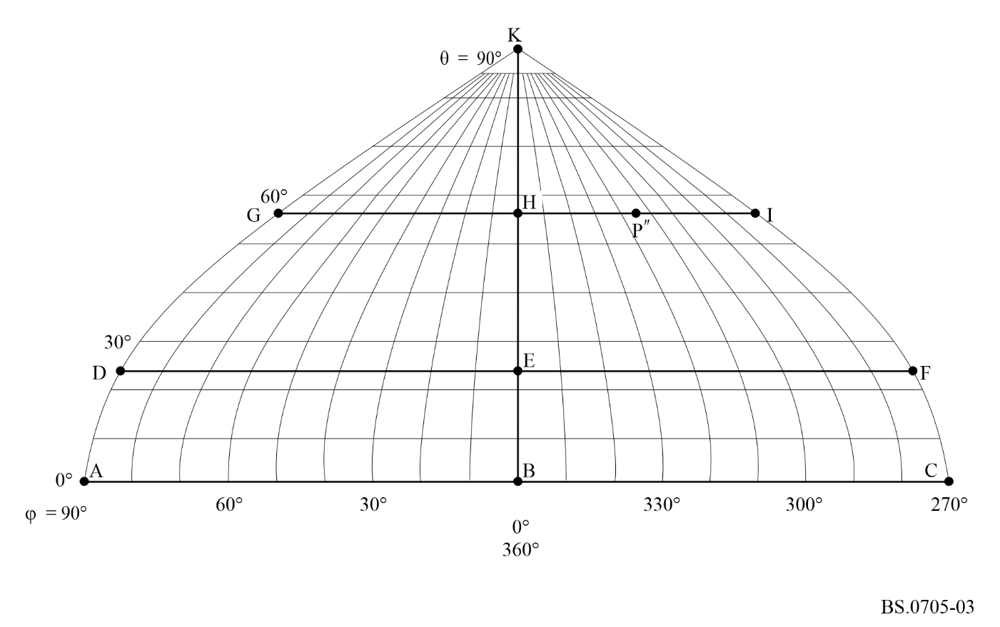 K
θ = 90°
60°
H
G
I
P″
30°
E
D
F
0°
A
B
C
φ = 90°
60°
30°
330°
300°
270°
0°
360°
BS.0705-03